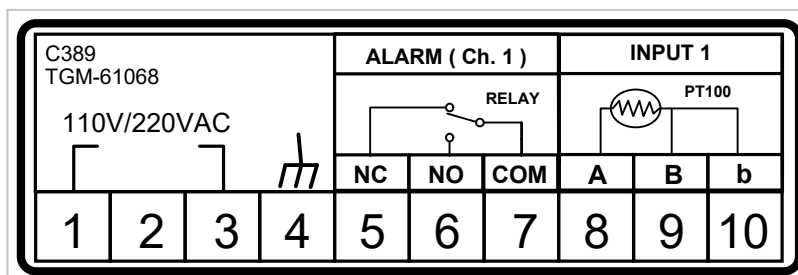 C389
TGM-61068
110V/220VAC
ALARM ( Ch. 1 )
INPUT 1
RELAY
PT100
NC NO COM A B b
1 2 3 4 5 6 7 8 9 10